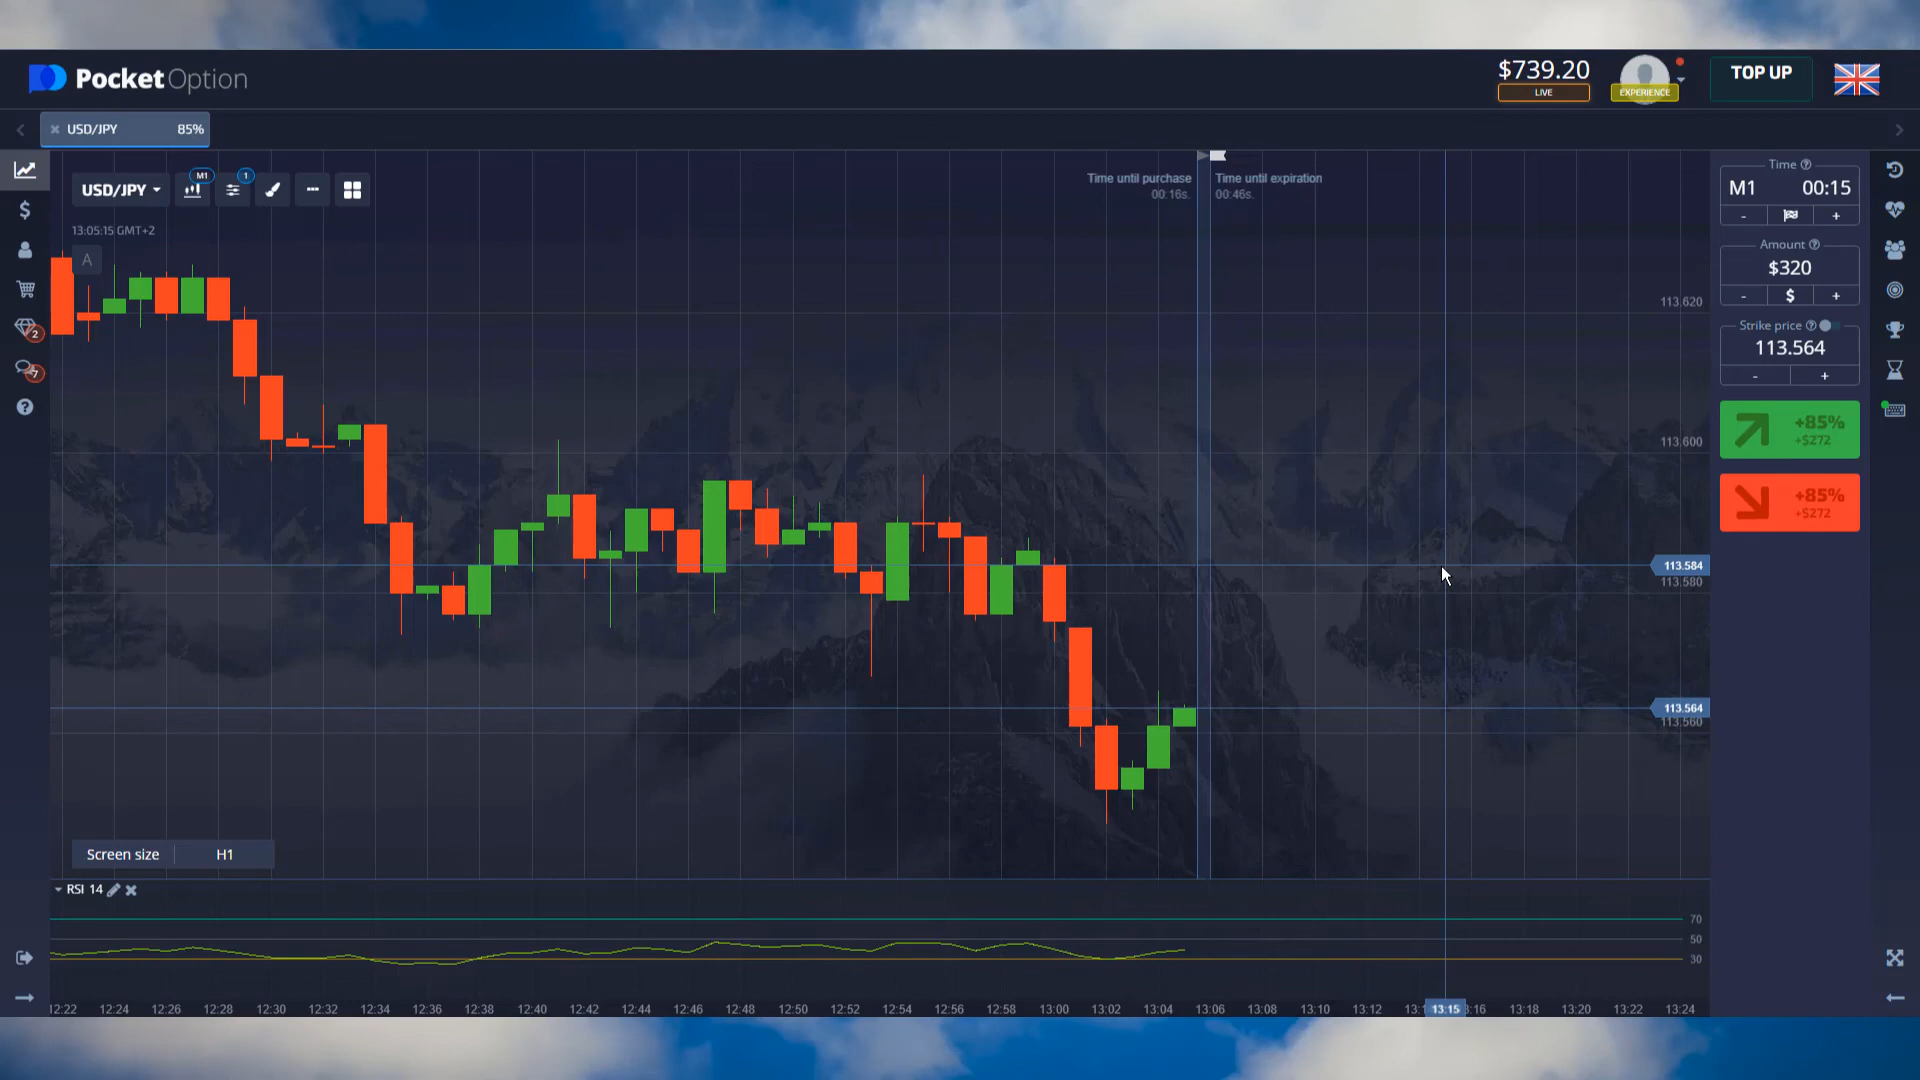 PocketOption
$739.20
LIVE
EXPERIENCE
TOP UP
USD/JPY 85%
USD/JPY
M1
1
13:05:15 GMT+2
A
Time until purchase
00:16s.
Time until expiration
00:46s.
Time
M1 00:15
- +
Amount
$320
- $ +
Strike price
113.564
- +
+85%
+$272
+85%
+$272
2
7
113.620
113.600
113.584
113.580
113.564
113.560
Screen size H1
RSI 14
70
50
30
12:22 12:24 12:26 12:28 12:30 12:32 12:34 12:36 12:38 12:40 12:42 12:44 12:46 12:48 12:50 12:52 12:54 12:56 12:58 13:00 13:02 13:04 13:06 13:08 13:10 13:12 13:15 13:18 13:20 13:22 13:24